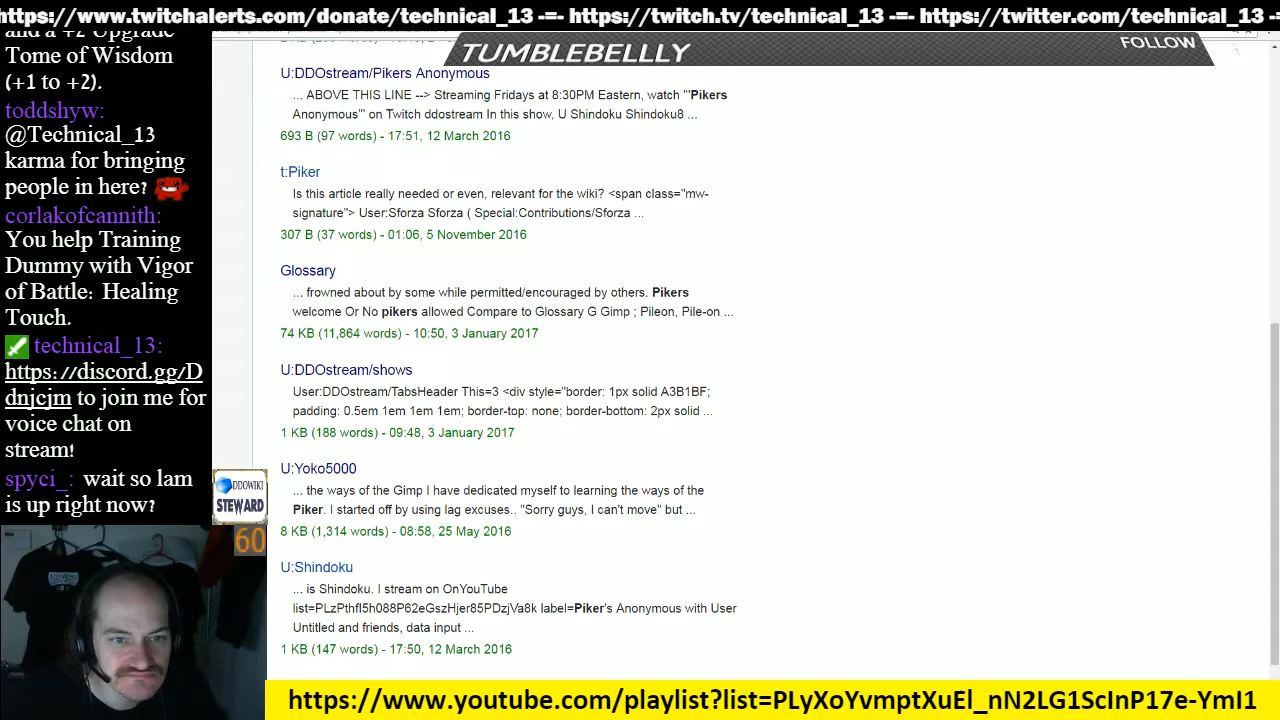 https://www.twitchalerts.com/donate/technical_13 -=- https://twitch.tv/technical_13 -=- https://twitter.com/technical_13 -=-
and a +2 Upgrade
Tome of Wisdom
(+1 to +2).
toddshyw:
@Technical_13
karma for bringing
people in here?
corlakofcannith:
You help Training
Dummy with Vigor
of Battle: Healing
Touch.
technical_13:
https://discord.gg/D
dnjcjm to join me for
voice chat on
stream!
spyci_: wait so lam
is up right now?
DDOWIKI
STEWARD
60
TUMBLEBELLLY
FOLLOW
U:DDOstream/Pikers Anonymous
... ABOVE THIS LINE --> Streaming Fridays at 8:30PM Eastern, watch '''Pikers
Anonymous''' on Twitch ddostream In this show, U Shindoku Shindoku8 ...
693 B (97 words) - 17:51, 12 March 2016
t:Piker
Is this article really needed or even, relevant for the wiki? <span class="mw-
signature"> User:Sforza Sforza ( Special:Contributions/Sforza ...
307 B (37 words) - 01:06, 5 November 2016
Glossary
... frowned about by some while permitted/encouraged by others. Pikers
welcome Or No pikers allowed Compare to Glossary G Gimp ; Pileon, Pile-on ...
74 KB (11,864 words) - 10:50, 3 January 2017
U:DDOstream/shows
User:DDOstream/TabsHeader This=3 <div style="border: 1px solid A3B1BF;
padding: 0.5em 1em 1em 1em; border-top: none; border-bottom: 2px solid ...
1 KB (188 words) - 09:48, 3 January 2017
U:Yoko5000
... the ways of the Gimp I have dedicated myself to learning the ways of the
Piker. I started off by using lag excuses.. "Sorry guys, I can't move" but ...
8 KB (1,314 words) - 08:58, 25 May 2016
U:Shindoku
... is Shindoku. I stream on OnYouTube
list=PLzPthfI5h088P62eGszHjer85PDzjVa8k label=Piker's Anonymous with User
Untitled and friends, data input ...
1 KB (147 words) - 17:50, 12 March 2016
https://www.youtube.com/playlist?list=PLyXoYvmptXuEl_nN2LG1ScInP17e-YmI1